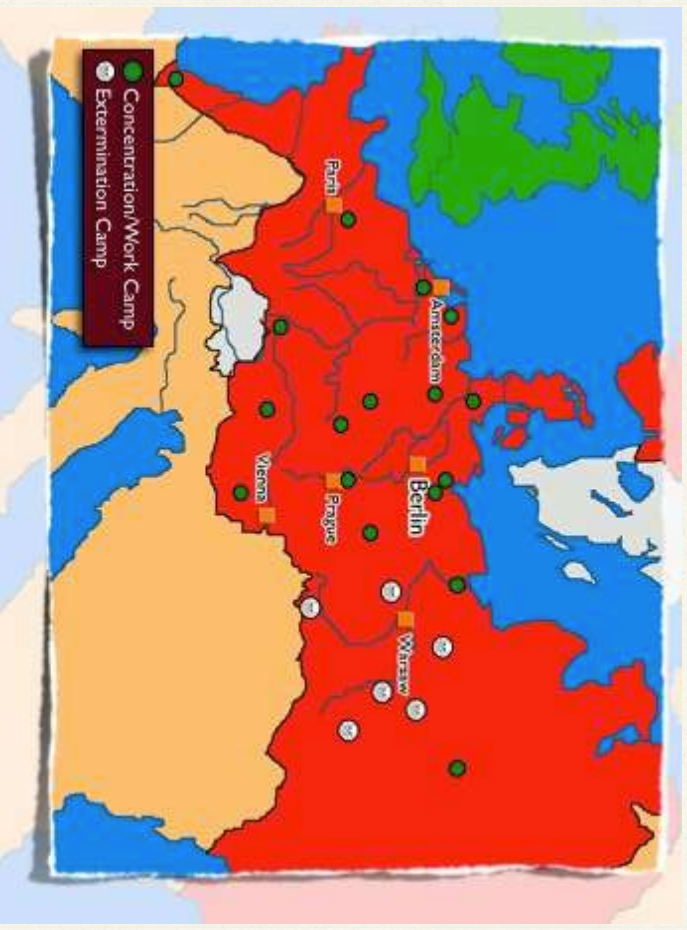 Paris
Amsterdam
Berlin
Prague
Vienna
Warsaw
Concentration/Work Camp
Extermination Camp